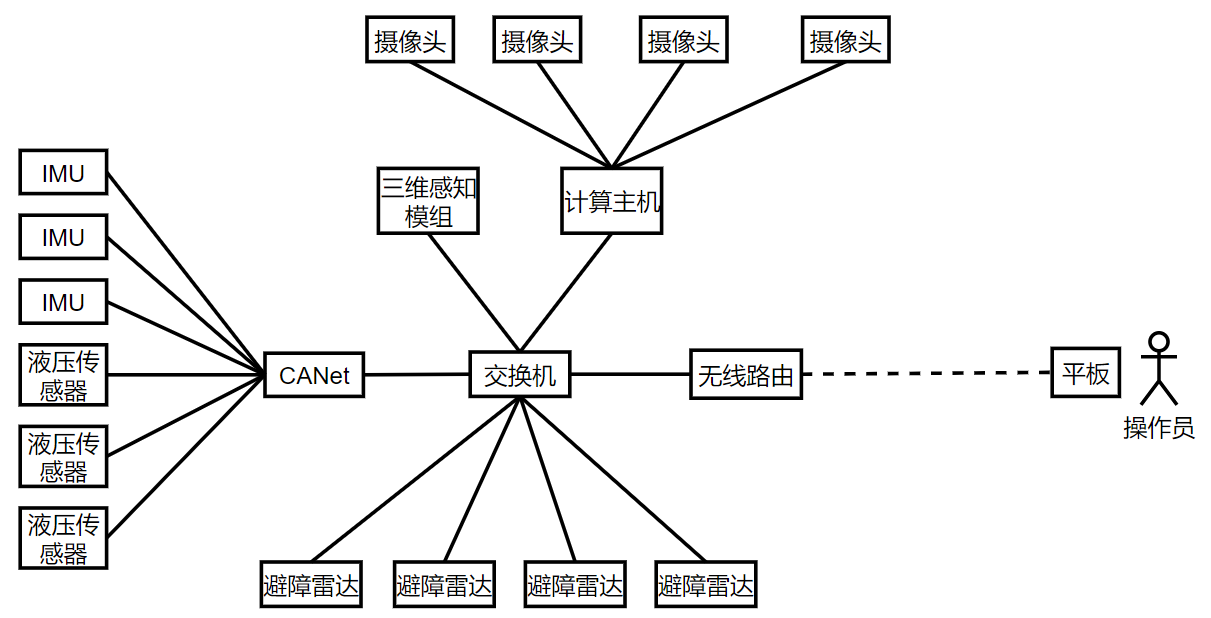 摄像头
摄像头
摄像头
摄像头
IMU
IMU
IMU
液压传
感器
液压传
感器
液压传
感器
三维感知
模组
计算主机
CANet
交换机
无线路由
平板
操作员
避障雷达
避障雷达
避障雷达
避障雷达